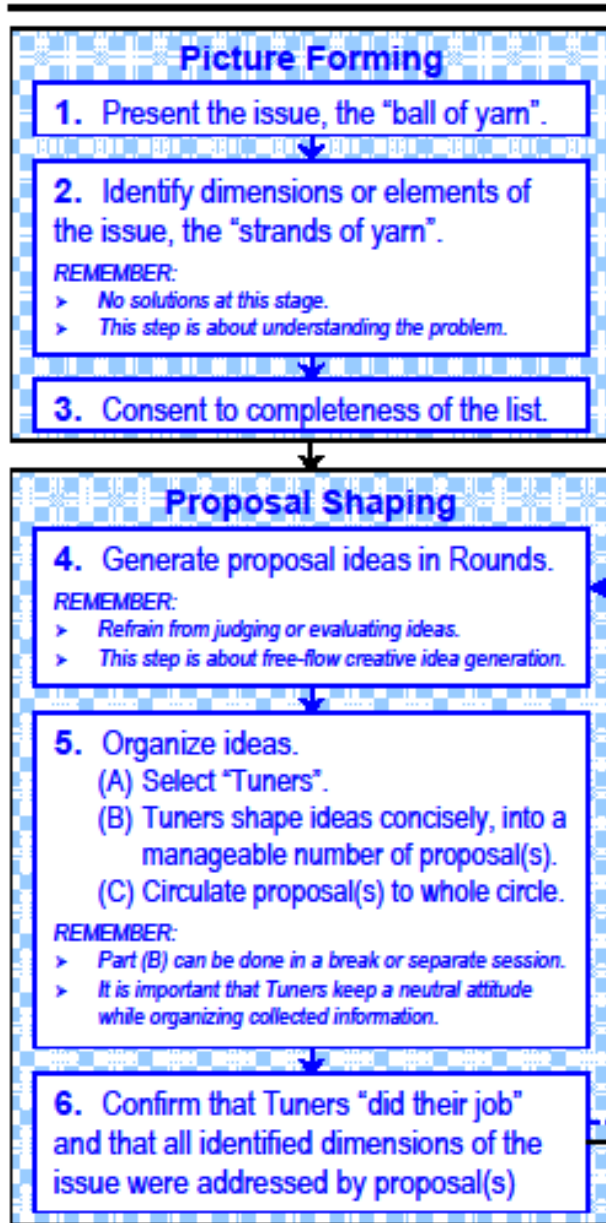 Picture Forming
1. Present the issue, the “ball of yarn”.
2. Identify dimensions or elements of
the issue, the “strands of yarn”.
REMEMBER:
➢ No solutions at this stage.
➢ This step is about understanding the problem.
3. Consent to completeness of the list.
Proposal Shaping
4. Generate proposal ideas in Rounds.
REMEMBER:
➢ Refrain from judging or evaluating ideas.
➢ This step is about free-flow creative idea generation.
5. Organize ideas.
(A) Select “Tuners”.
(B) Tuners shape ideas concisely, into a
manageable number of proposal(s).
(C) Circulate proposal(s) to whole circle.
REMEMBER:
➢ Part (B) can be done in a break or separate session.
➢ It is important that Tuners keep a neutral attitude
while organizing collected information.
6. Confirm that Tuners “did their job”
and that all identified dimensions of the
issue were addressed by proposal(s)